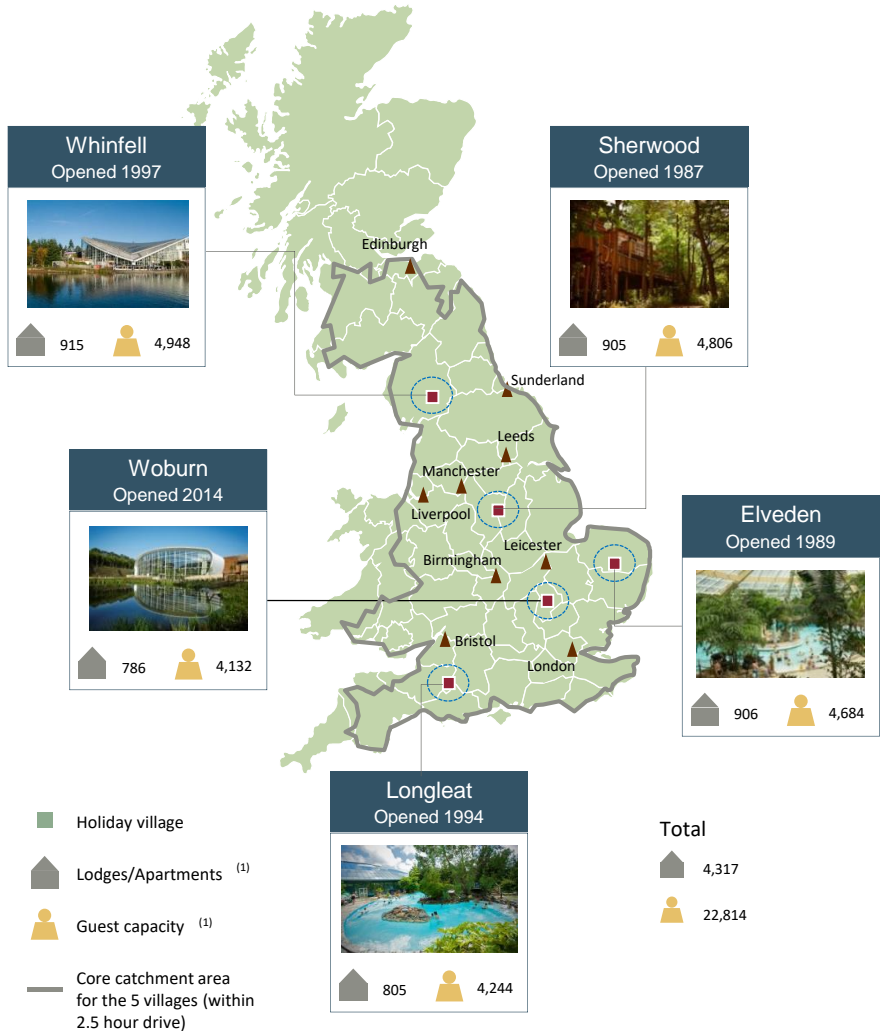 Whinfell
Opened 1997
915
4,948
Sherwood
Opened 1987
905
4,806
Edinburgh
Sunderland
Leeds
Manchester
Liverpool
Birmingham
Leicester
Bristol
London
Woburn
Opened 2014
786
4,132
Elveden
Opened 1989
906
4,684
Longleat
Opened 1994
805
4,244
Holiday village
Lodges/Apartments (1)
Guest capacity (1)
Core catchment area
for the 5 villages (within
2.5 hour drive)
Total
4,317
22,814